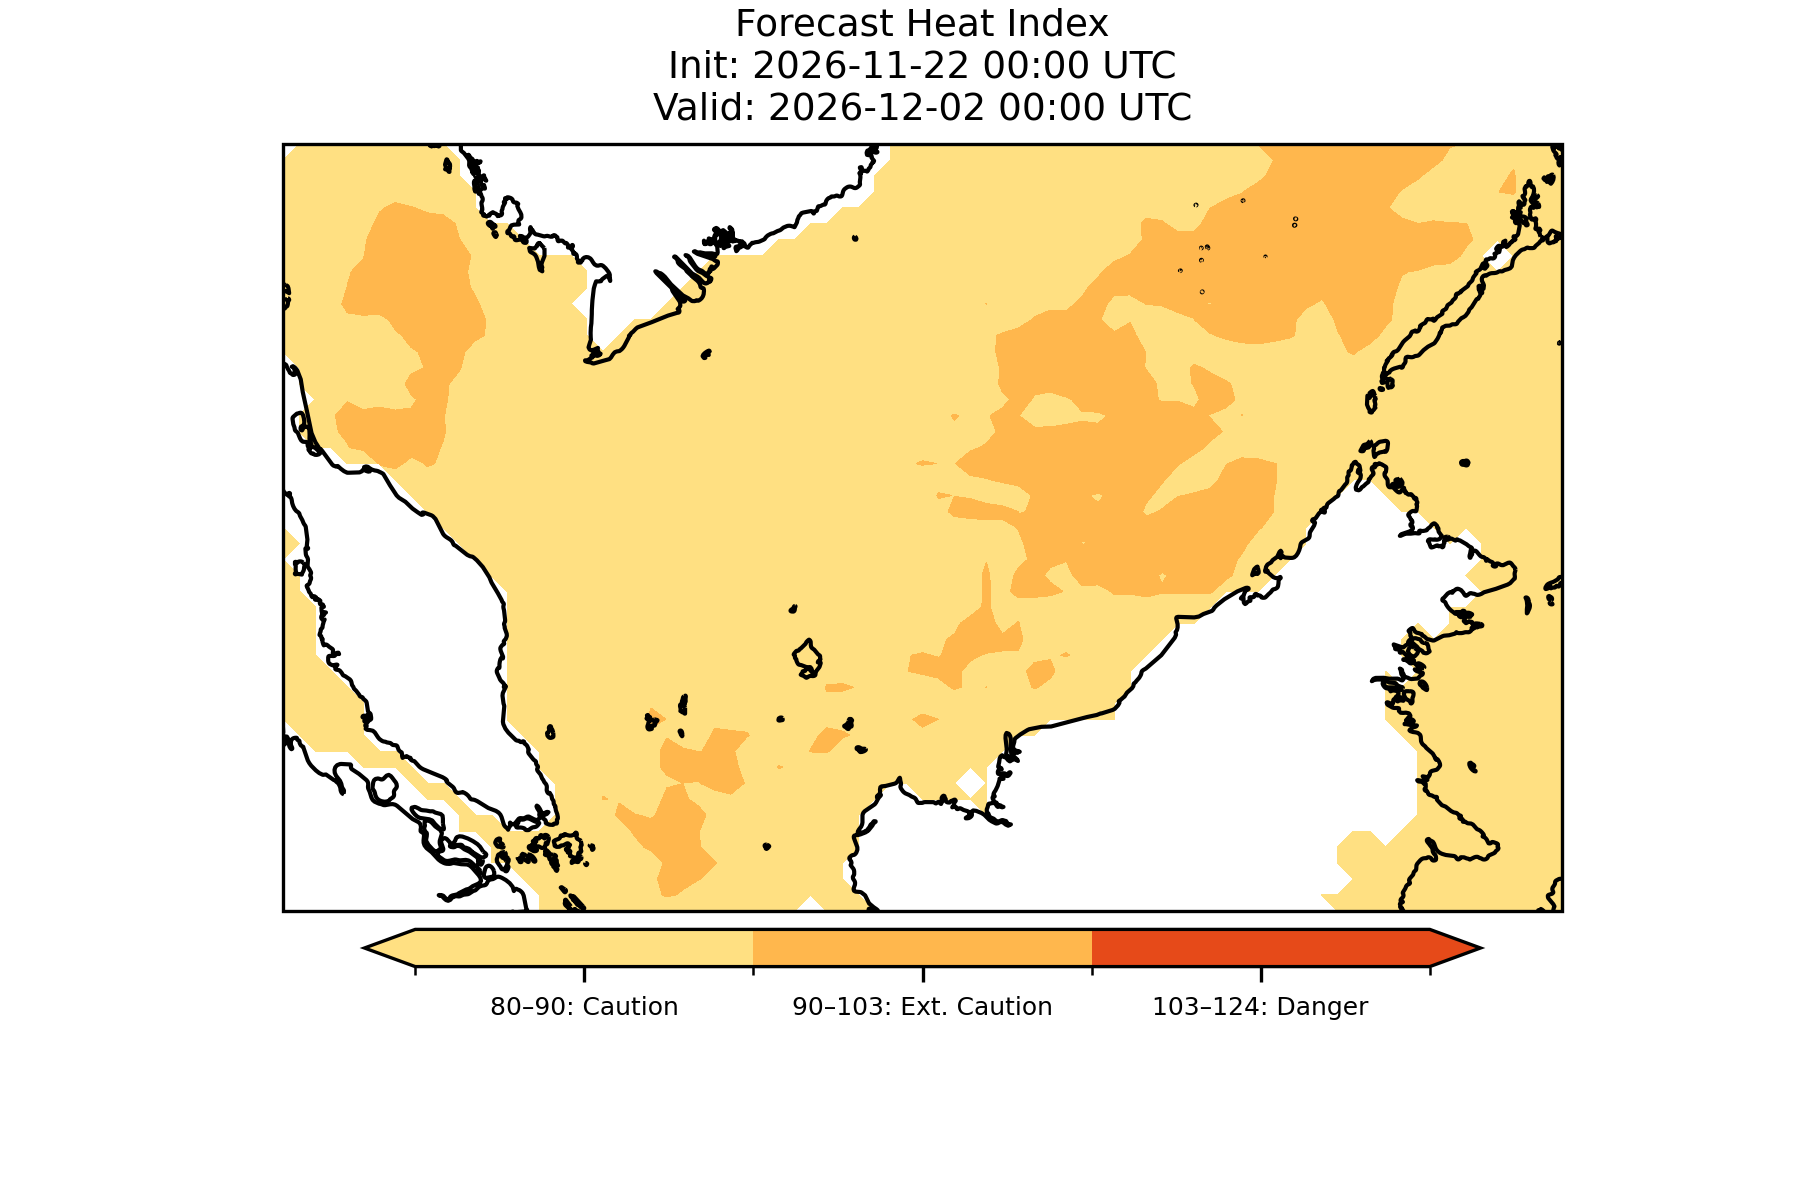 Forecast Heat Index
Init: 2026-11-22 00:00 UTC
Valid: 2026-12-02 00:00 UTC
80–90: Caution
90–103: Ext. Caution
103–124: Danger